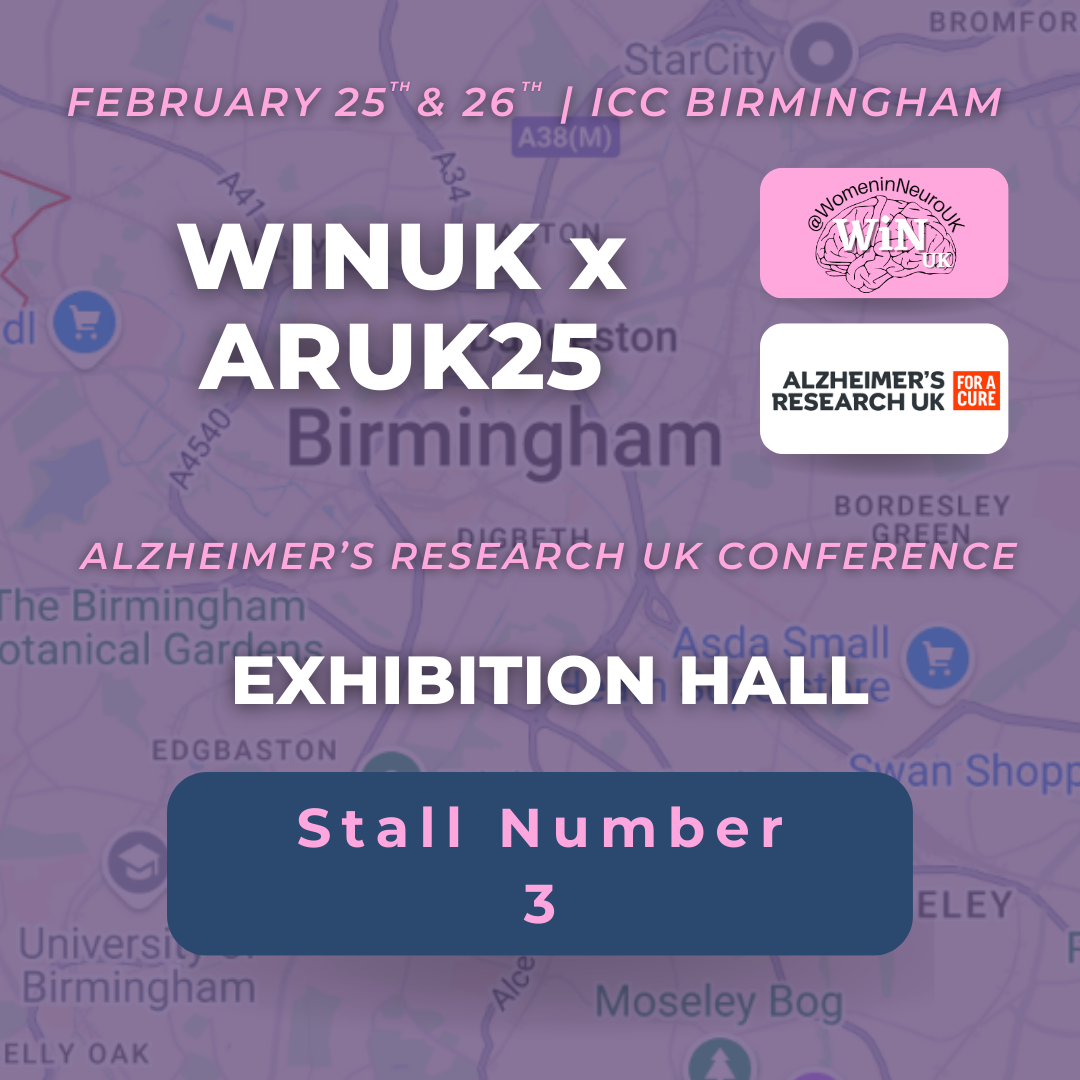 BROMFOR
StarCity
FEBRUARY 25TH & 26TH | ICC BIRMINGHAM
A38(M)
A34
A41
@WomeninNeuroUK
WiN
UK
WINUK x
ARUK25
dl
ALZHEIMER'S
RESEARCH UK
FOR A
CURE
A4540
Birmingham
BORDESLEY
GREEN
DIGBETH
ALZHEIMER'S RESEARCH UK CONFERENCE
The Birmingham
otanical Gardens
Asda Small
EXHIBITION HALL
EDGBASTON
Swan Shopp
Stall Number
3
ELEY
University of
Birmingham
Alce
Moseley Bog
ELLY OAK